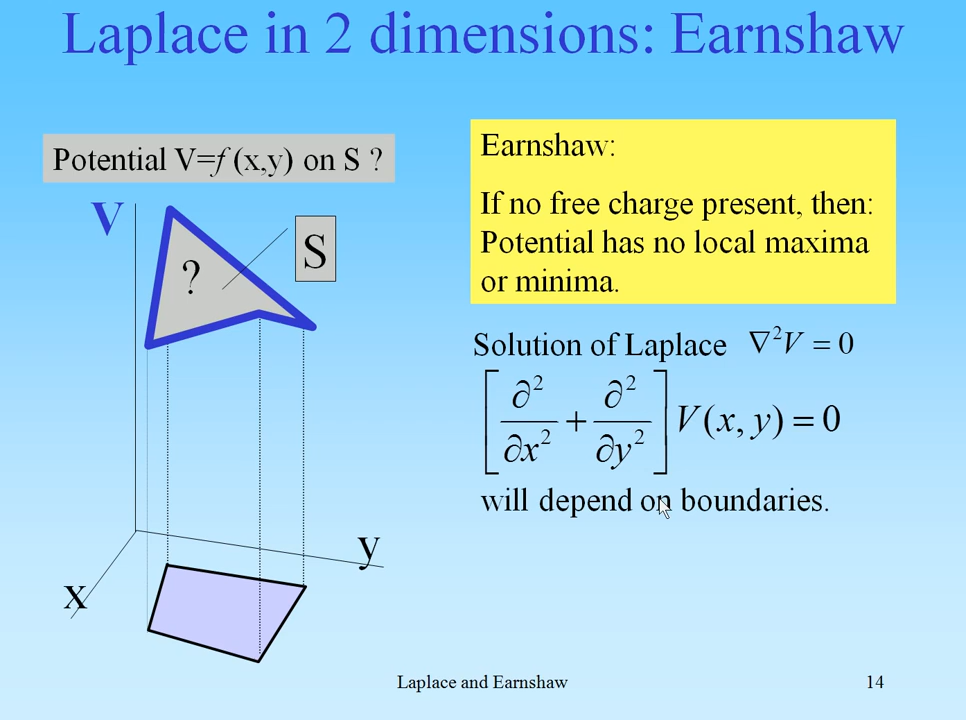 Laplace in 2 dimensions: Earnshaw
Potential V=f (x,y) on S ?
V
S
?
y
x
Earnshaw:
If no free charge present, then:
Potential has no local maxima
or minima.
Solution of Laplace ∇²V = 0
[∂²/∂x² + ∂²/∂y²] V(x, y) = 0
will depend on boundaries.
Laplace and Earnshaw
14